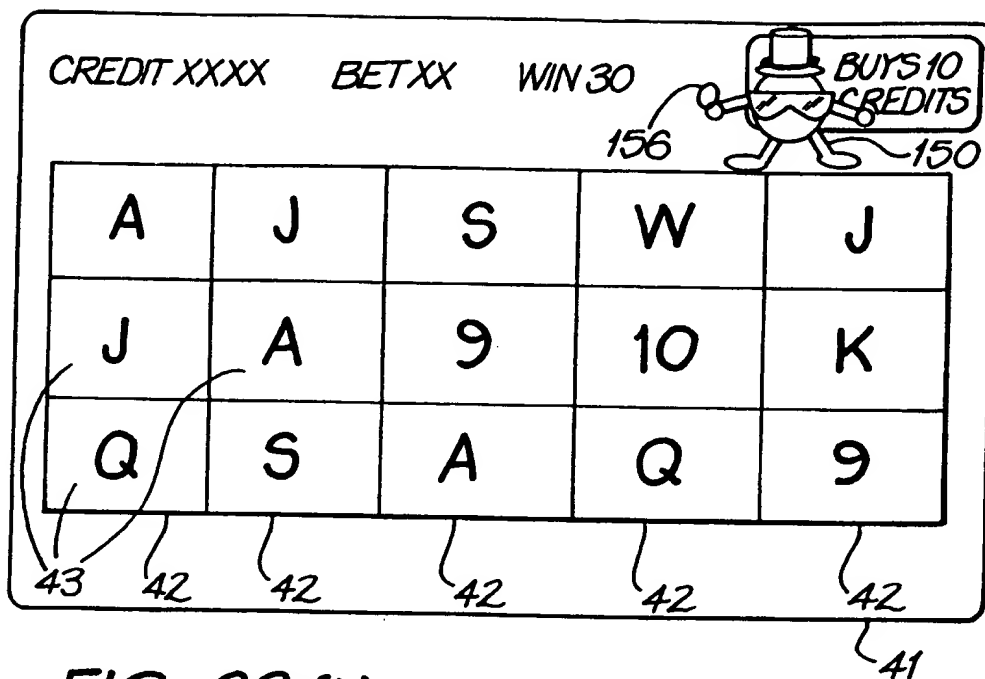 CREDIT XXXX BET XX WIN 30 BUYS 10
CREDITS
156
150
A J S W J
J A 9 10 K
Q S A Q 9
43 42 42 42 42 42
41